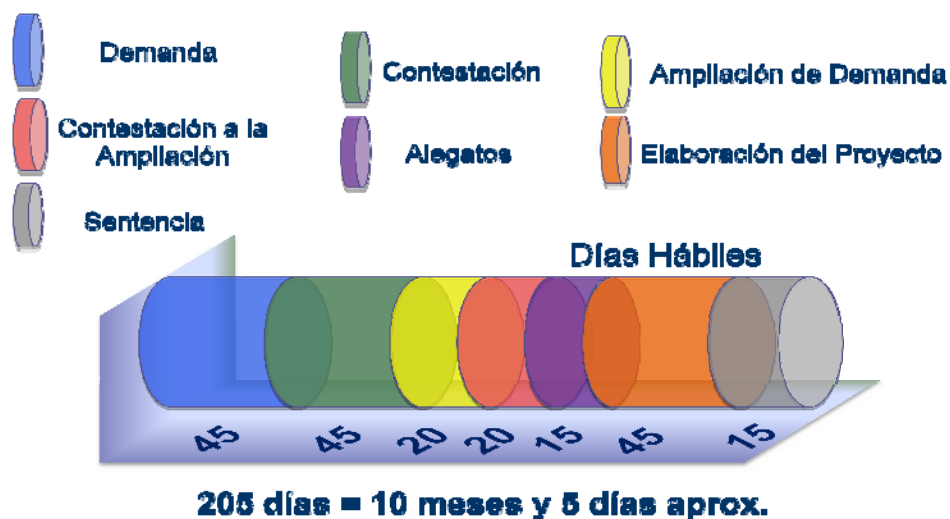 Demanda
Contestación
Ampliación de Demanda
Contestación a la
Ampliación
Alegatos
Elaboración del Proyecto
Sentencia
Días Hábiles
45
45
20
20
15
45
15
205 días = 10 meses y 5 días aprox.